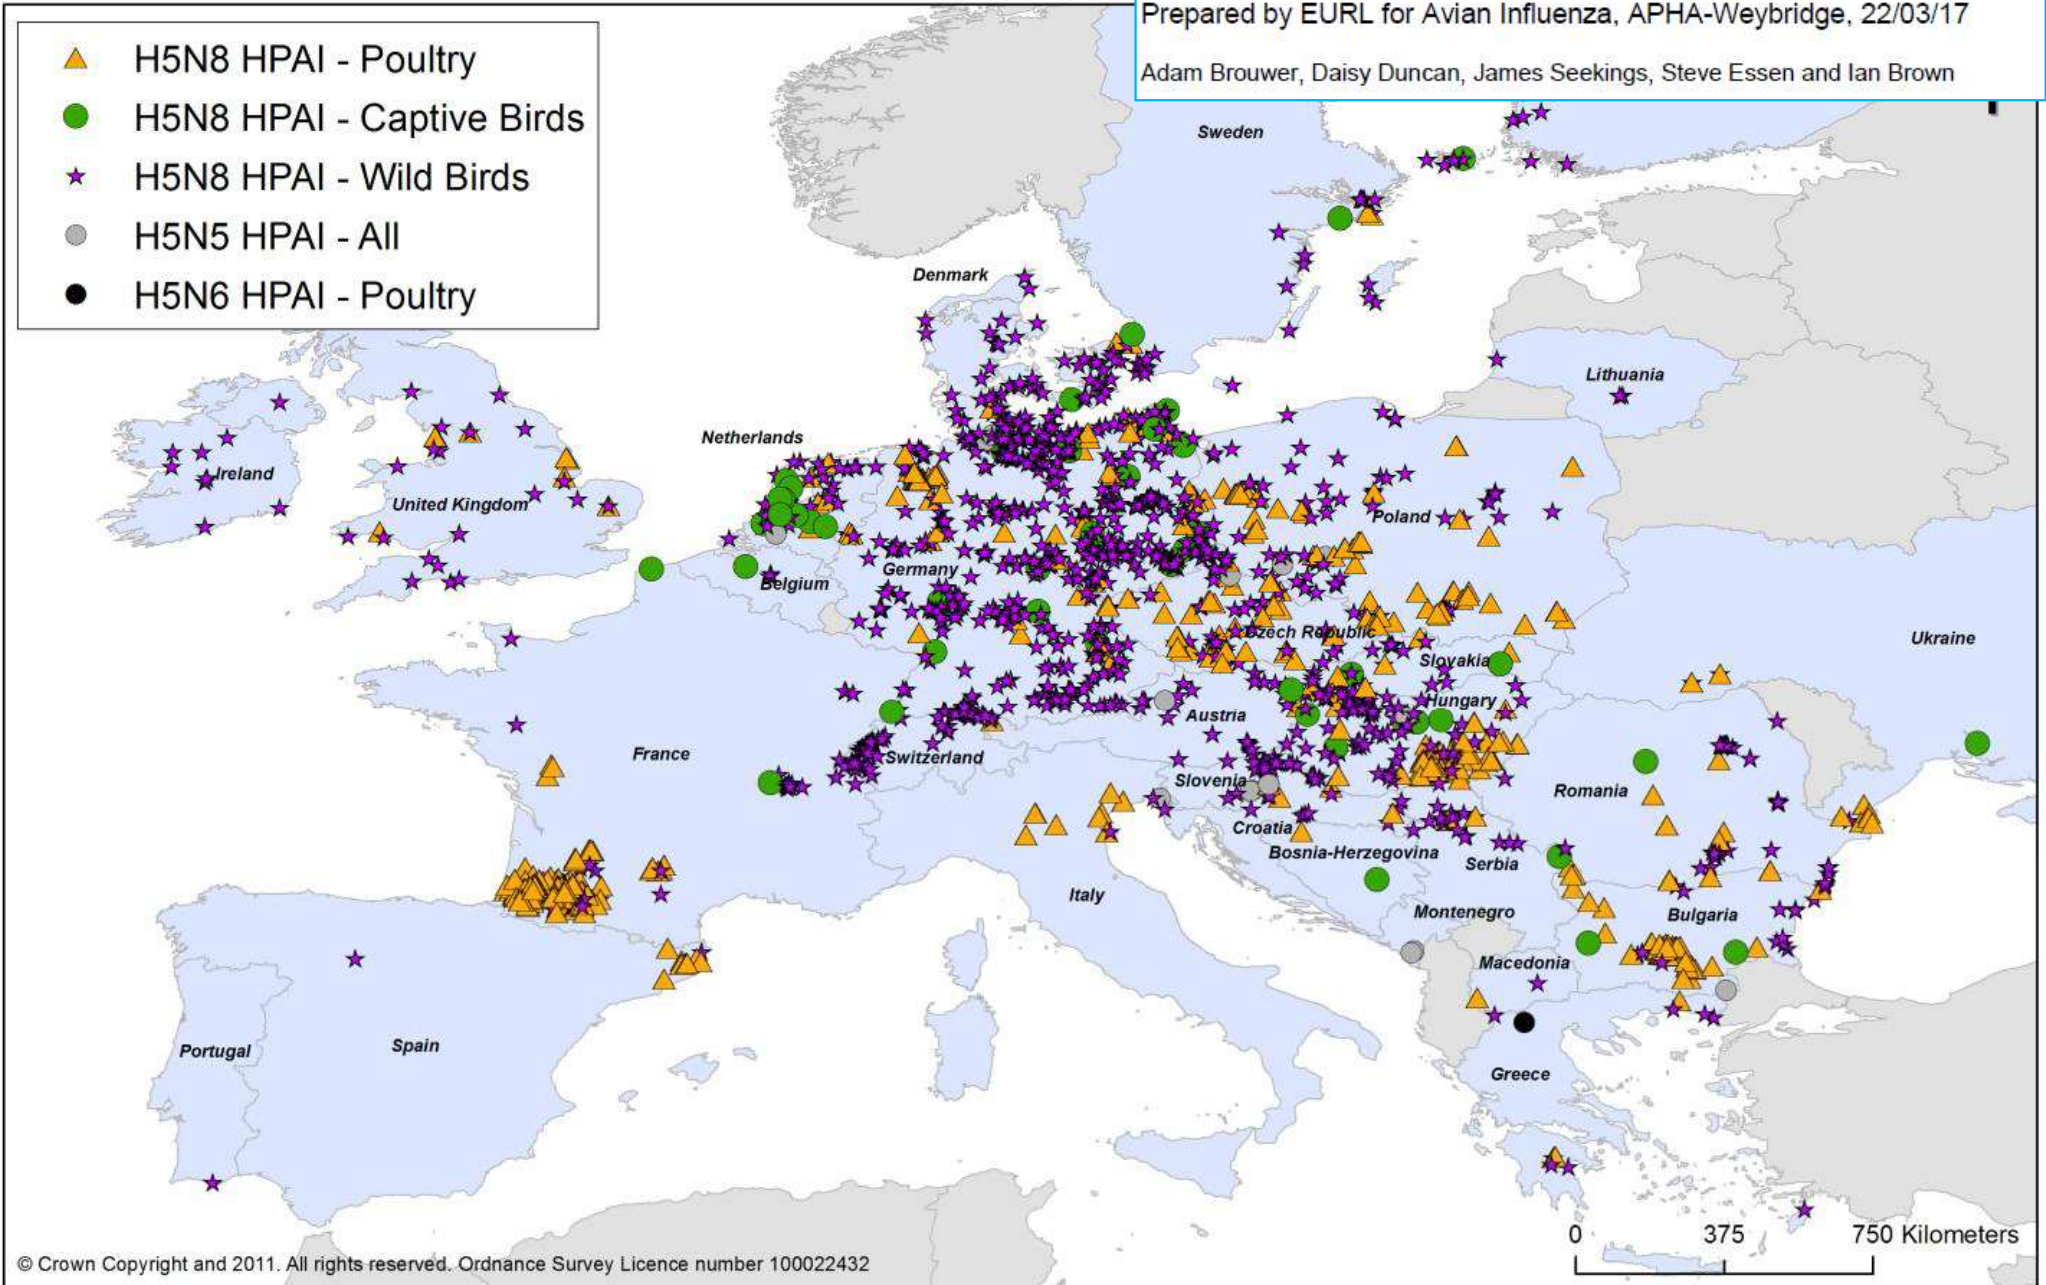 Prepared by EURL for Avian Influenza, APHA-Weybridge, 22/03/17
Adam Brouwer, Daisy Duncan, James Seekings, Steve Essen and Ian Brown
H5N8 HPAI - Poultry
H5N8 HPAI - Captive Birds
H5N8 HPAI - Wild Birds
H5N5 HPAI - All
H5N6 HPAI - Poultry
Sweden
Denmark
Lithuania
Netherlands
Ireland
United Kingdom
Poland
Germany
Belgium
Czech Republic
Ukraine
Slovakia
Hungary
Austria
France
Switzerland
Slovenia
Romania
Croatia
Bosnia-Herzegovina
Serbia
Italy
Montenegro
Bulgaria
Macedonia
Portugal
Spain
Greece
0 375 750 Kilometers
© Crown Copyright and 2011. All rights reserved. Ordnance Survey Licence number 100022432